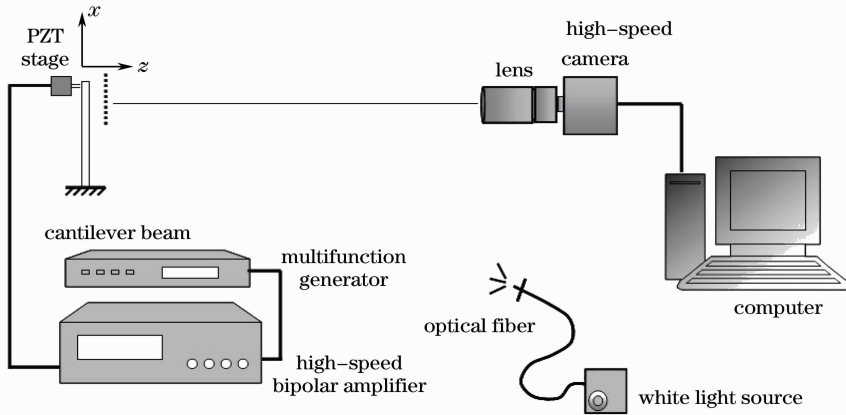 x
PZT
stage
z
high-speed
camera
lens
cantilever beam
multifunction
generator
optical fiber
computer
high-speed
bipolar amplifier
white light source